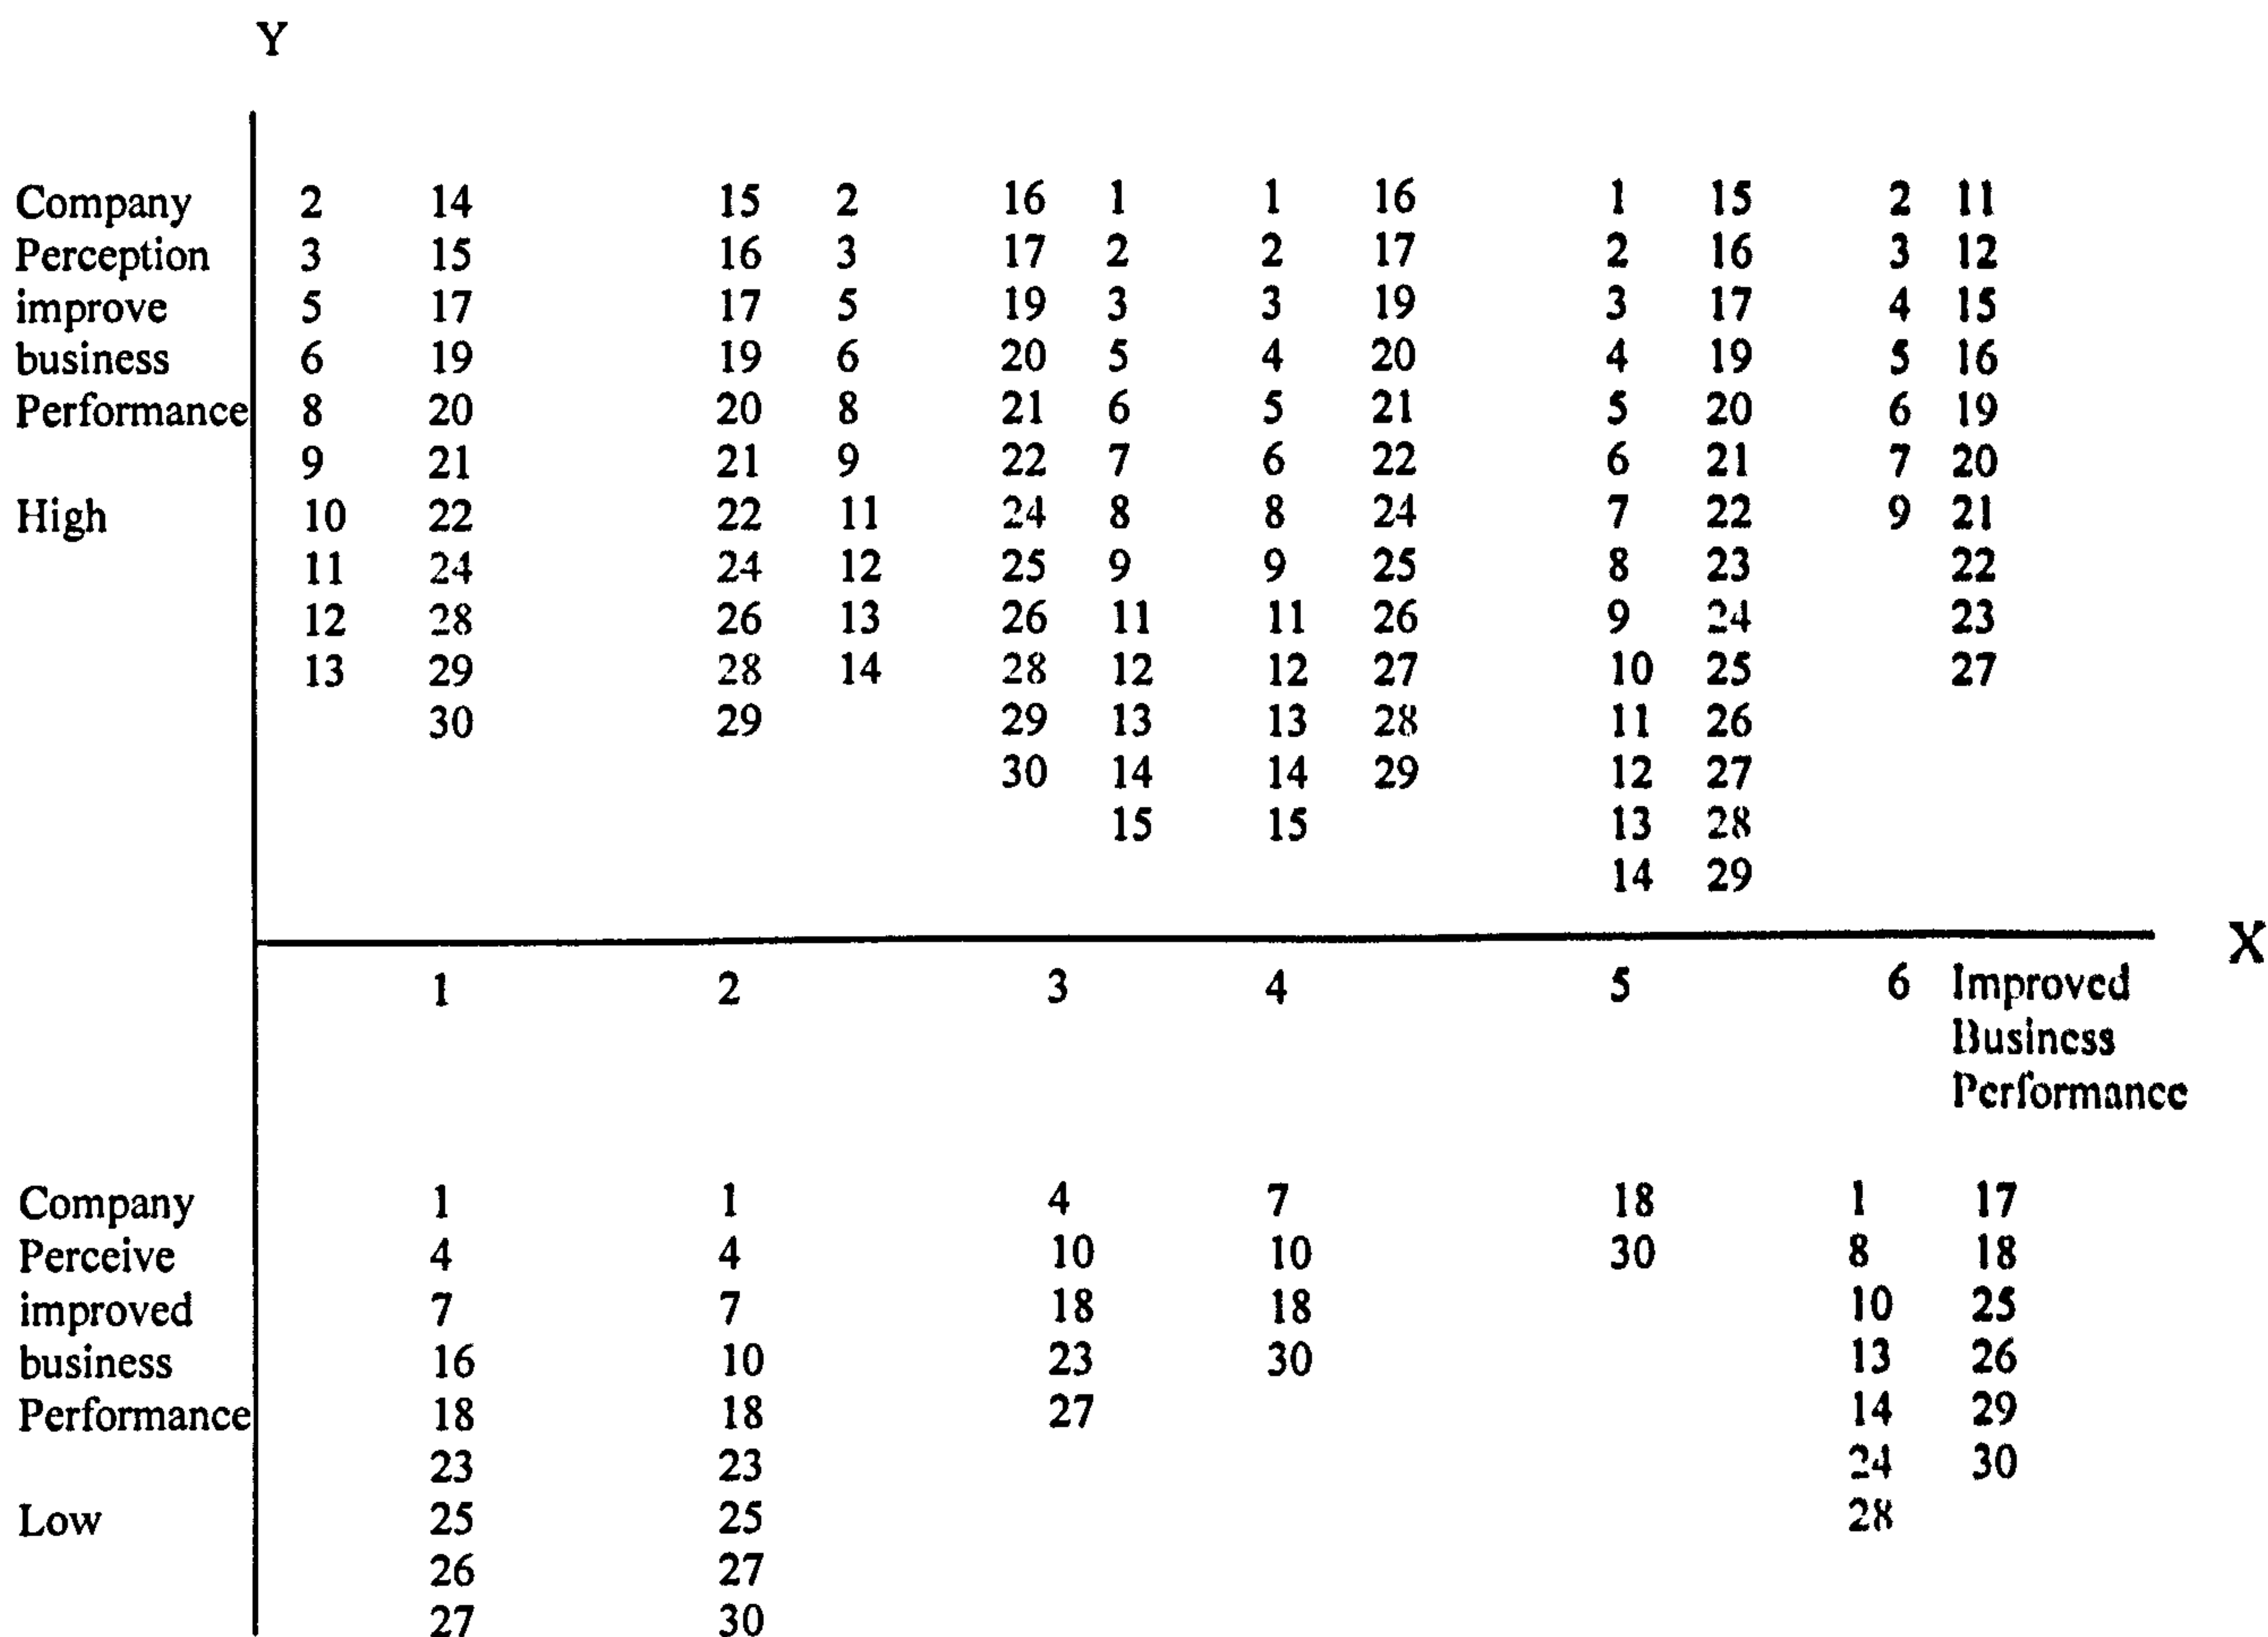 Y
Company 2 14 15 2 16 1 1 16 1 15 2 11
Perception 3 15 16 3 17 2 2 17 2 16 3 12
improve 5 17 17 5 19 3 3 19 3 17 4 15
business 6 19 19 6 20 5 4 20 4 19 5 16
Performance 8 20 20 8 21 6 5 21 5 20 6 19
9 21 21 9 22 7 6 22 6 21 7 20
High 10 22 22 11 24 8 8 24 7 22 9 21
11 24 24 12 25 9 9 25 8 23 22
12 28 26 13 26 11 11 26 9 24 23
13 29 28 14 28 12 12 27 10 25 27
30 29 29 13 13 28 11 26
30 14 14 29 12 27
15 15 13 28
14 29
X
1 2 3 4 5 6 Improved
Business
Performance
Company 1 1 4 7 18 1 17
Perceive 4 4 10 10 30 8 18
improved 7 7 18 18 10 25
business 16 10 23 30 13 26
Performance 18 18 27 14 29
23 23 24 30
Low 25 25 28
26 27
27 30